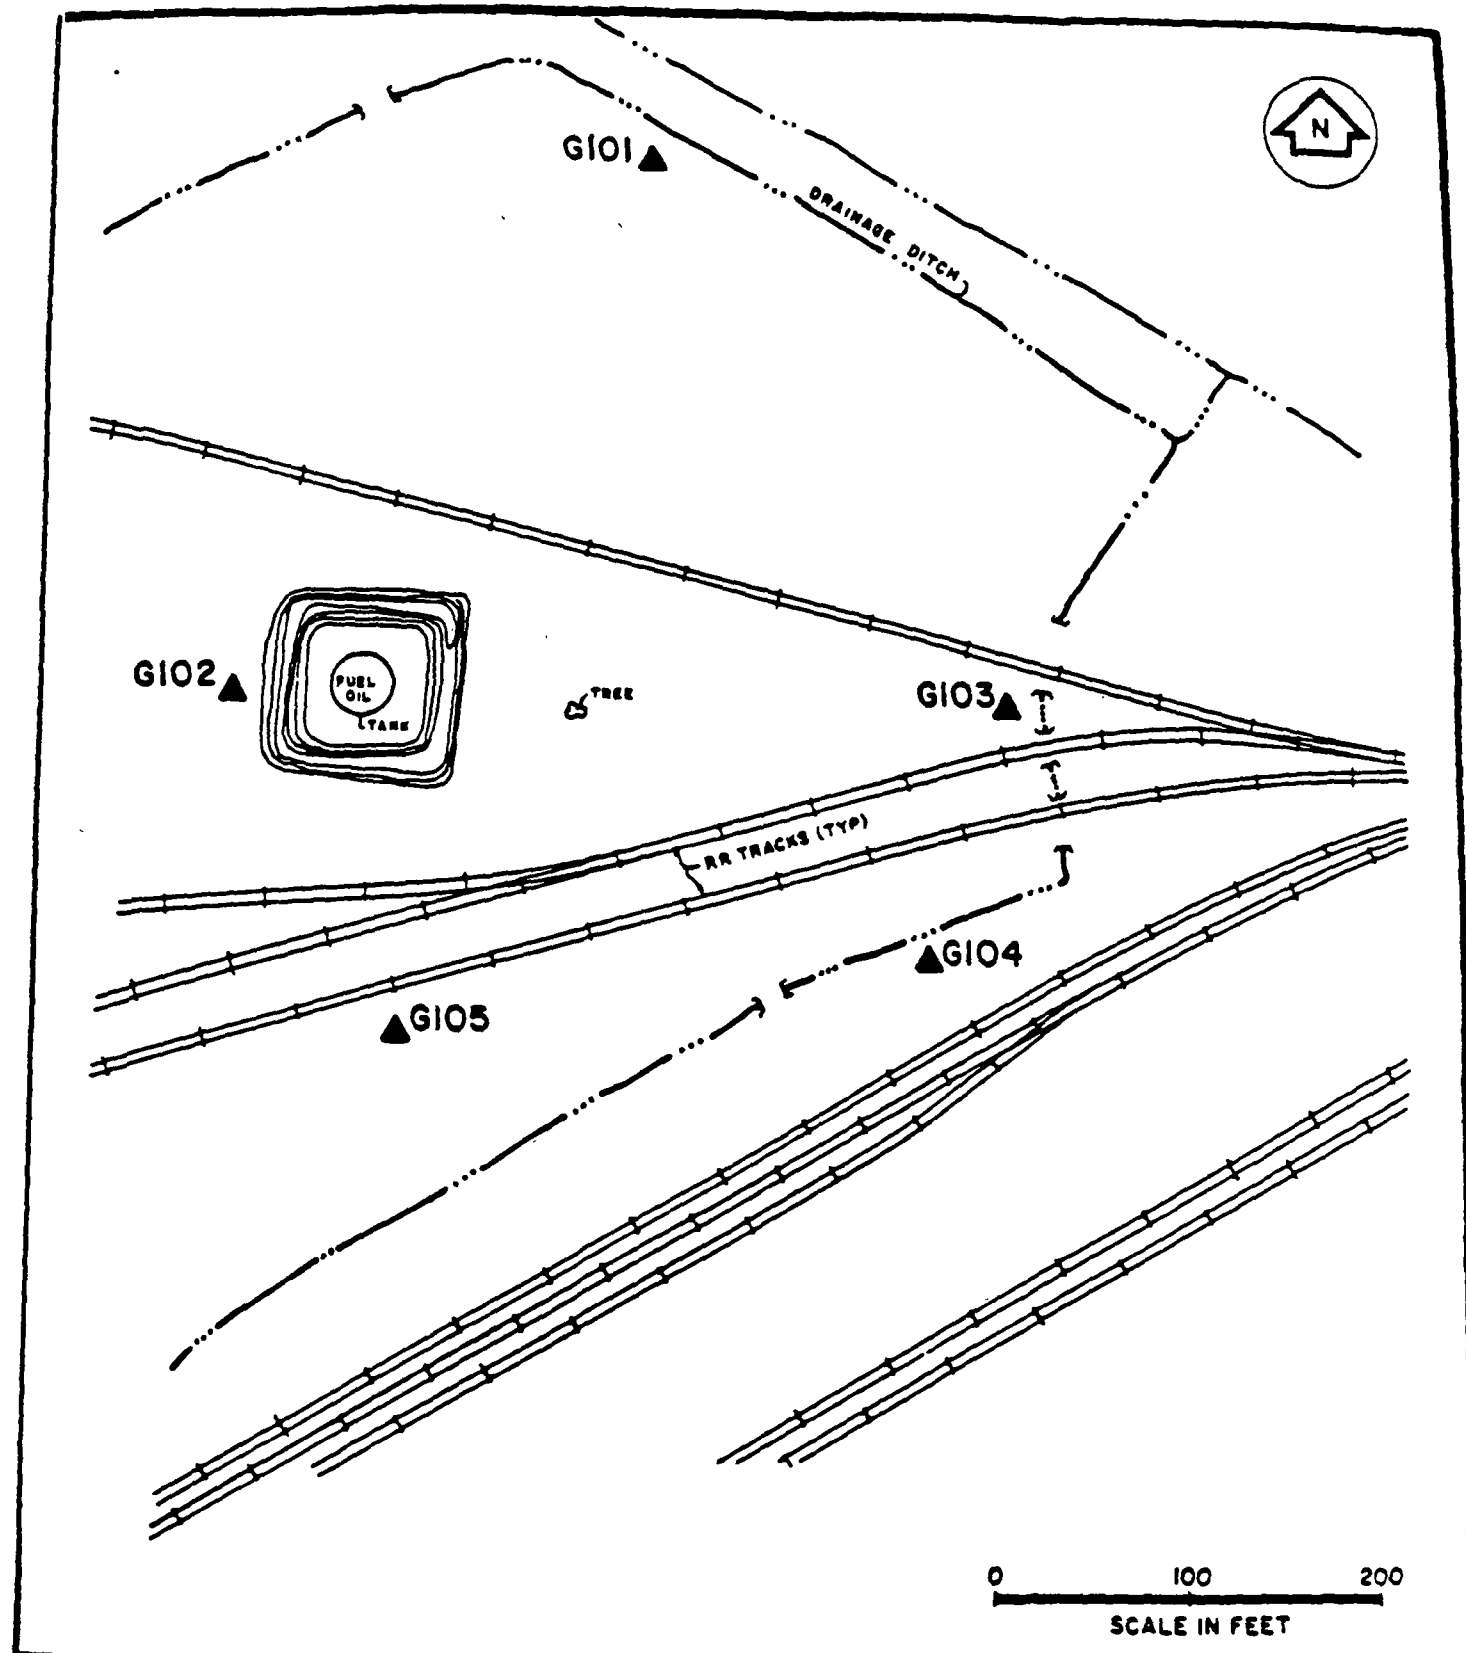 N
G101
DRAINAGE DITCH
G102
FUEL
OIL
TANK
TREE
G103
RR TRACKS (TYP)
G104
G105
0 100 200
SCALE IN FEET